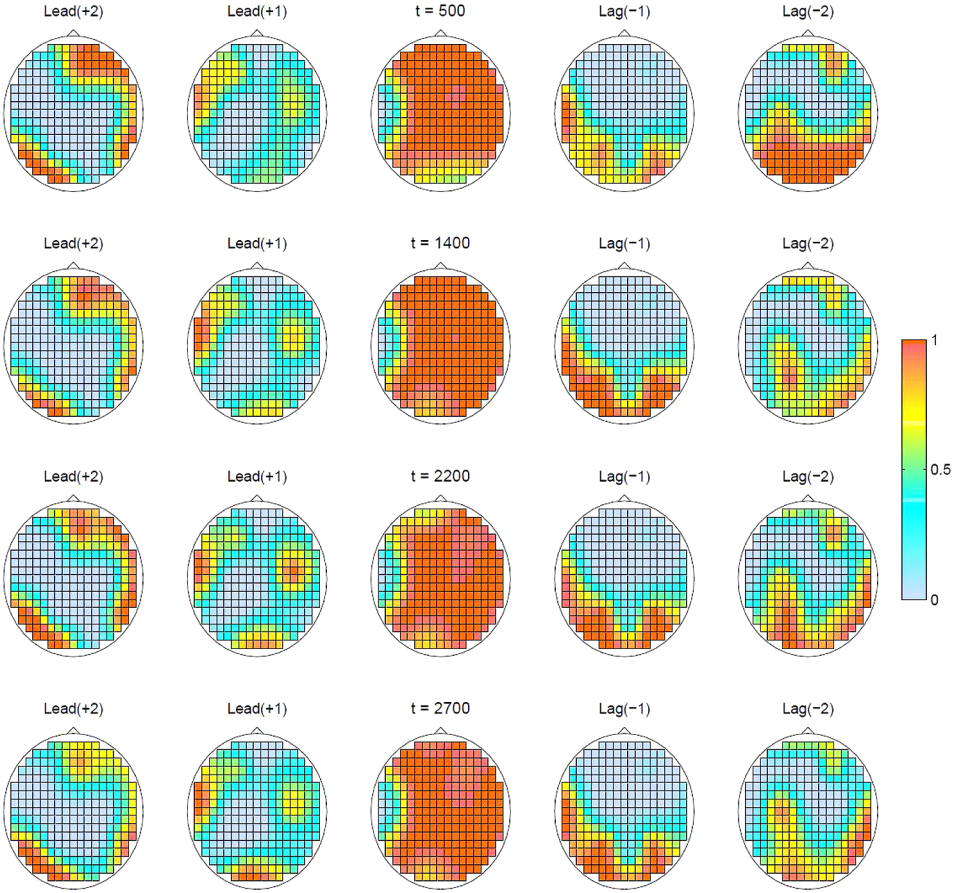 Lead(+2) Lead(+1) t = 500 Lag(−1) Lag(−2)
Lead(+2) Lead(+1) t = 1400 Lag(−1) Lag(−2)
1
0.5
0
Lead(+2) Lead(+1) t = 2200 Lag(−1) Lag(−2)
Lead(+2) Lead(+1) t = 2700 Lag(−1) Lag(−2)